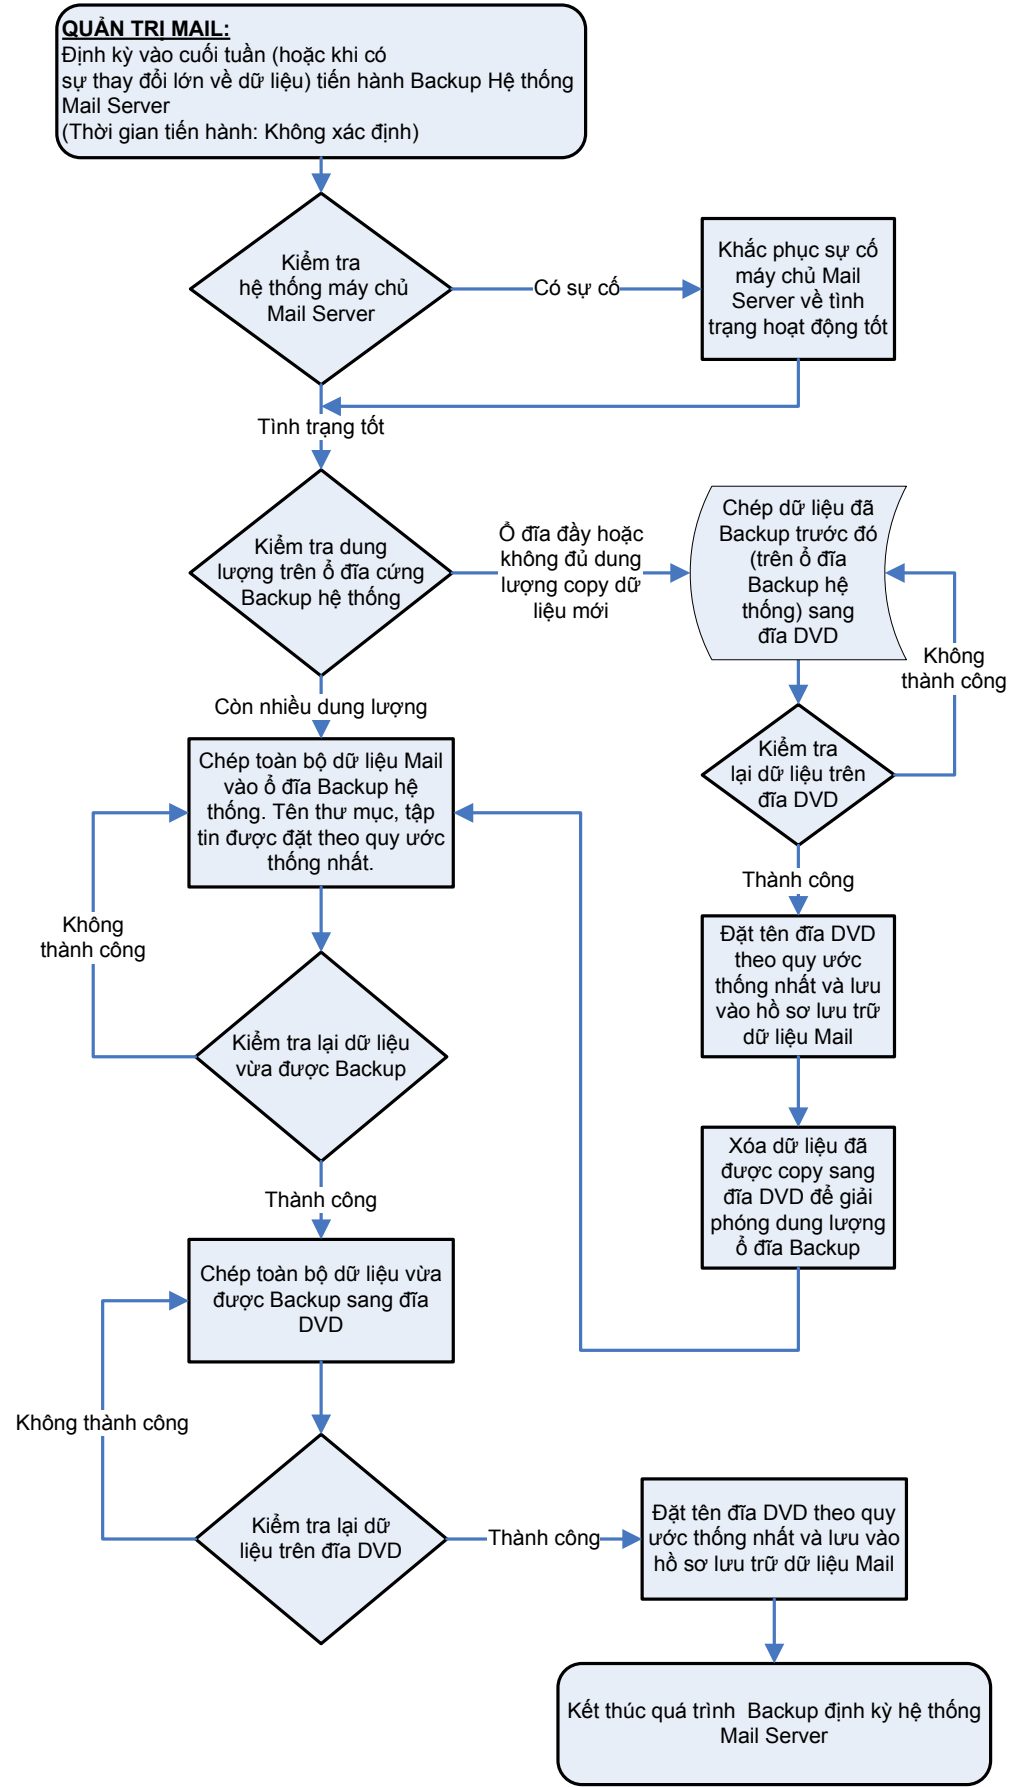 QUẢN TRỊ MAIL:
Định kỳ vào cuối tuần (hoặc khi có
sự thay đổi lớn về dữ liệu) tiến hành Backup Hệ thống
Mail Server
(Thời gian tiến hành: Không xác định)
Kiểm tra
hệ thống máy chủ
Mail Server
Có sự cố
Khắc phục sự cố
máy chủ Mail
Server về tình
trạng hoạt động tốt
Tình trạng tốt
Kiểm tra dung
lượng trên ổ đĩa cứng
Backup hệ thống
Ổ đĩa đầy hoặc
không đủ dung
lượng copy dữ
liệu mới
Chép dữ liệu đã
Backup trước đó
(trên ổ đĩa
Backup hệ
thống) sang
đĩa DVD
Không
thành công
Còn nhiều dung lượng
Kiểm tra
lại dữ liệu trên
đĩa DVD
Chép toàn bộ dữ liệu Mail
vào ổ đĩa Backup hệ
thống. Tên thư mục, tập
tin được đặt theo quy ước
thống nhất.
Thành công
Không
thành công
Đặt tên đĩa DVD
theo quy ước
thống nhất và lưu
vào hồ sơ lưu trữ
dữ liệu Mail
Kiểm tra lại dữ liệu
vừa được Backup
Xóa dữ liệu đã
được copy sang
đĩa DVD để giải
phóng dung lượng
ổ đĩa Backup
Thành công
Chép toàn bộ dữ liệu vừa
được Backup sang đĩa
DVD
Không thành công
Kiểm tra lại dữ
liệu trên đĩa DVD
Thành công
Đặt tên đĩa DVD theo quy
ước thống nhất và lưu vào
hồ sơ lưu trữ dữ liệu Mail
Kết thúc quá trình  Backup định kỳ hệ thống
Mail Server